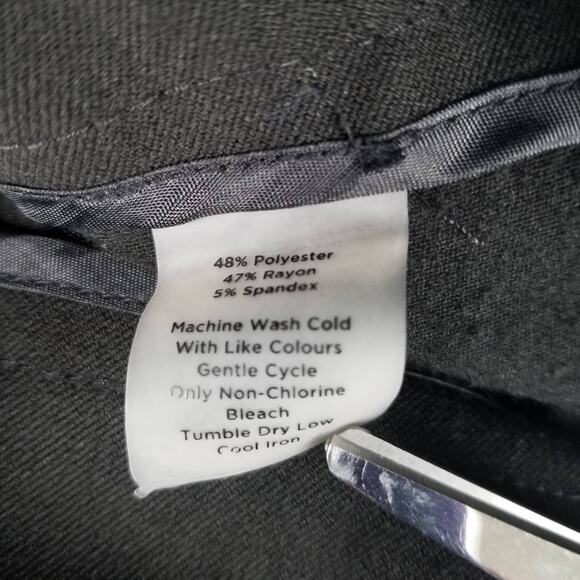 48% Polyester
47% Rayon
5% Spandex
Machine Wash Cold
With Like Colours
Gentle Cycle
Only Non-Chlorine
Bleach
Tumble Dry Low
Cool Iron